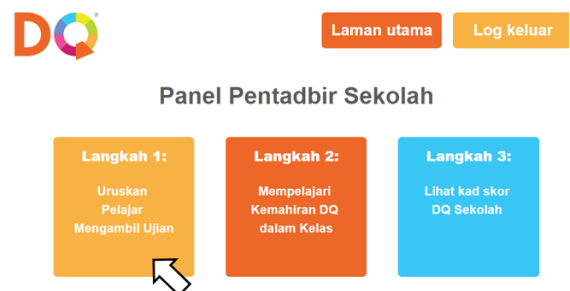 DQ
Laman utama
Log keluar
Panel Pentadbir Sekolah
Langkah 1:
Uruskan
Pelajar
Mengambil Ujian
Langkah 2:
Mempelajari
Kemahiran DQ
dalam Kelas
Langkah 3:
Lihat kad skor
DQ Sekolah